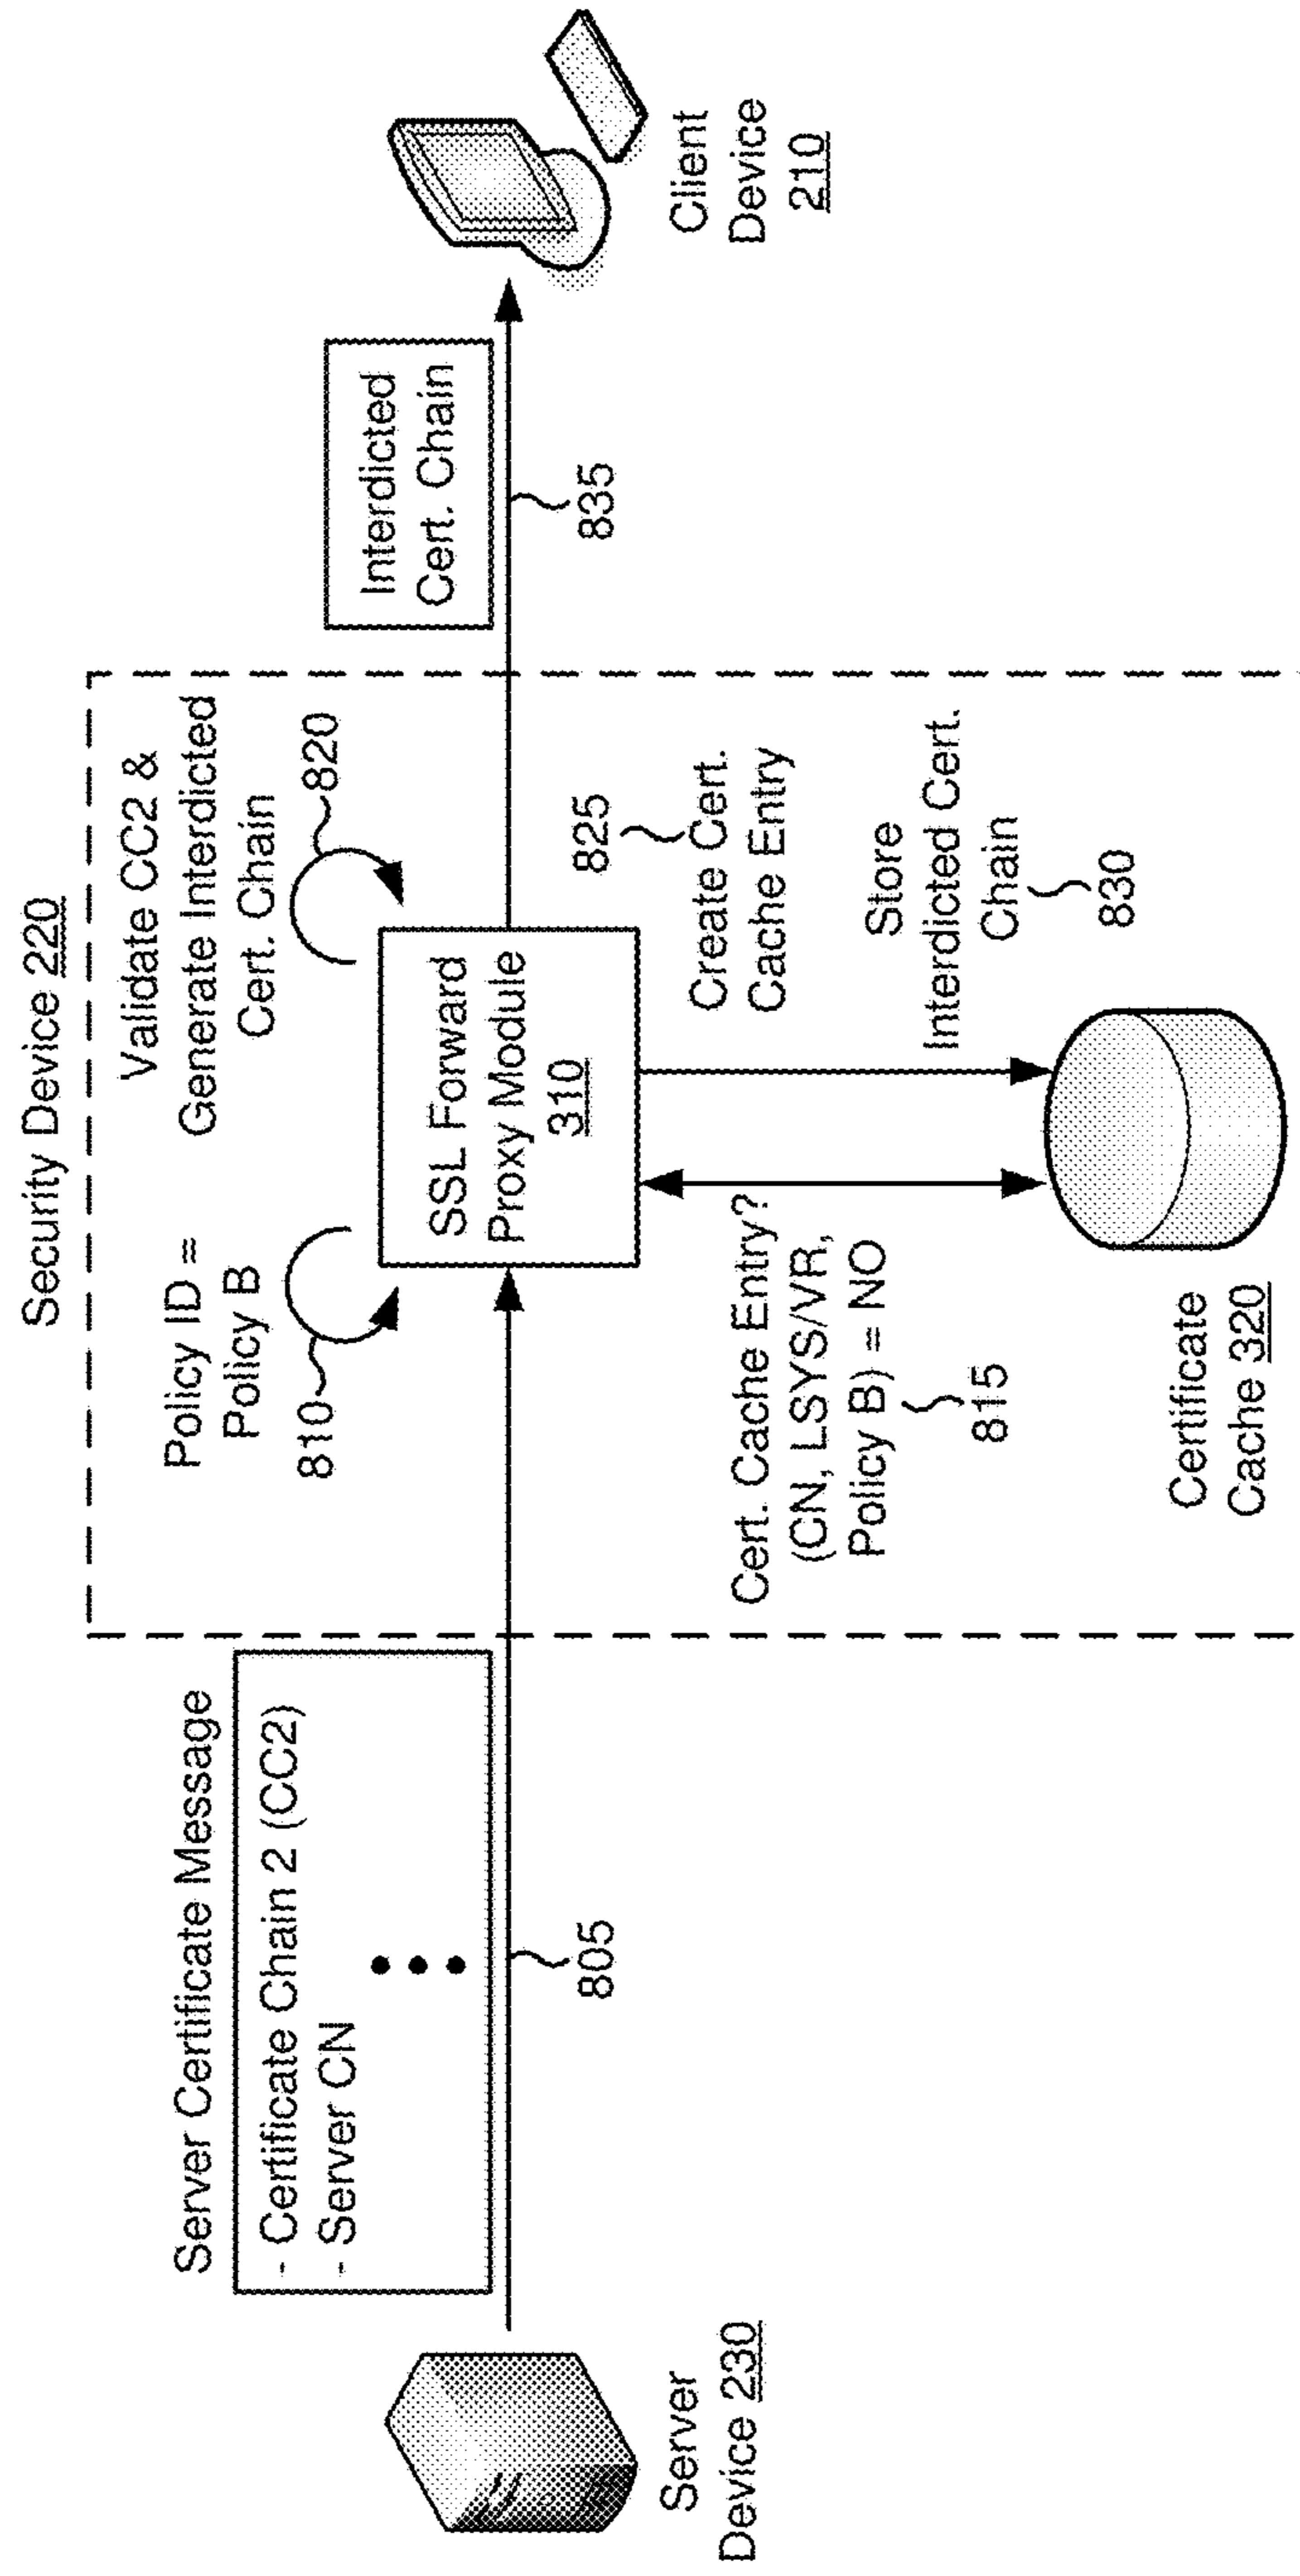 Security Device 220
Server Certificate Message
- Certificate Chain 2 (CC2)
- Server CN
805
Server
Device 230
Policy ID =
Policy B
810
Validate CC2 &
Generate Interdicted
Cert. Chain
820
SSL Forward
Proxy Module
310
Cert. Cache Entry?
(CN, LSYS/VR,
Policy B) = NO
815
825
Create Cert.
Cache Entry
Store
Interdicted Cert.
Chain
830
Certificate
Cache 320
Interdicted
Cert. Chain
835
Client
Device
210